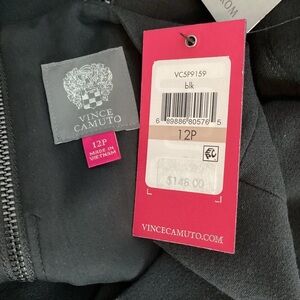 VINCE
CAMUTO
12P
MADE IN
VIETNAM
VC5P9159
blk
6 89886 80576 5
12P
$148.00
VINCECAMUTO.COM